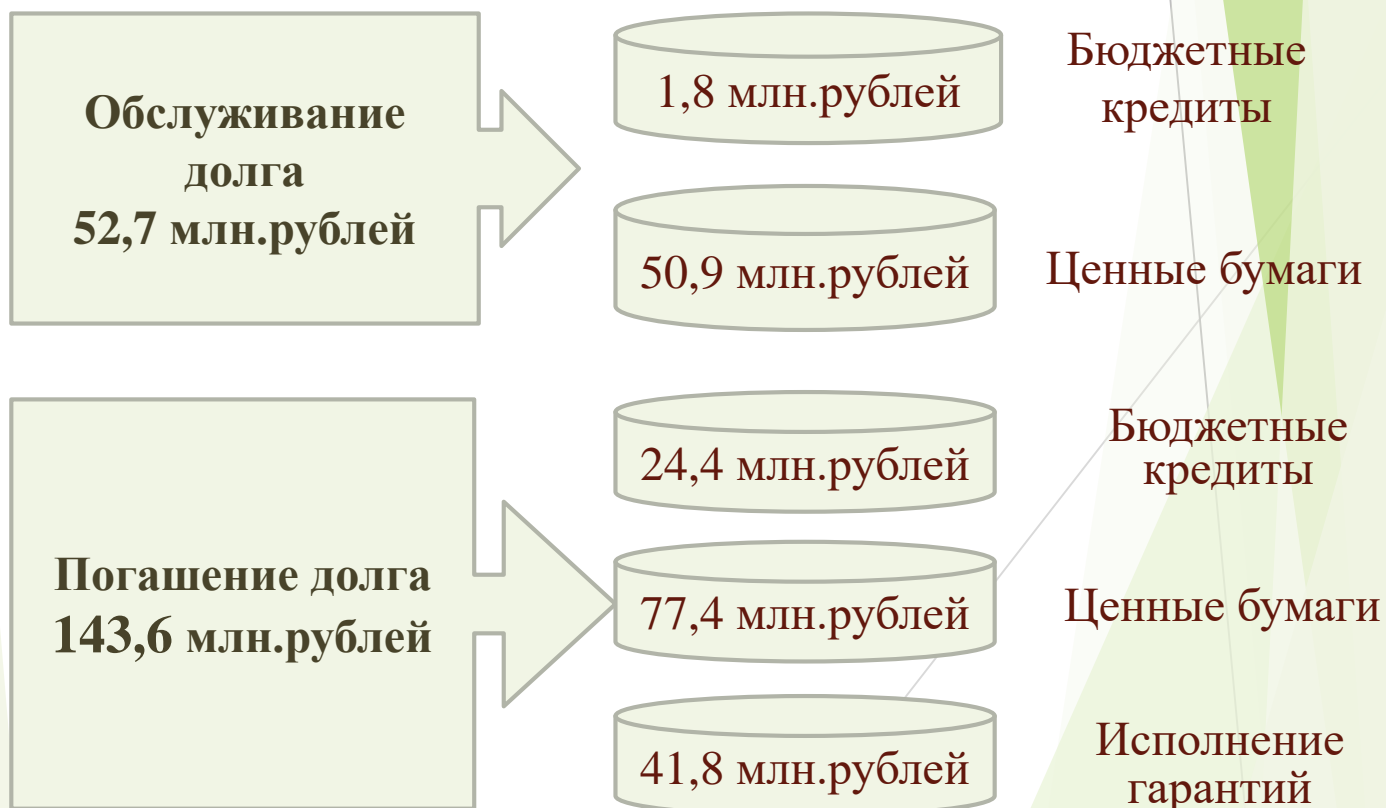 Обслуживание
долга
52,7 млн.рублей
1,8 млн.рублей
Бюджетные
кредиты
50,9 млн.рублей
Ценные бумаги
Погашение долга
143,6 млн.рублей
24,4 млн.рублей
Бюджетные
кредиты
77,4 млн.рублей
Ценные бумаги
41,8 млн.рублей
Исполнение
гарантий